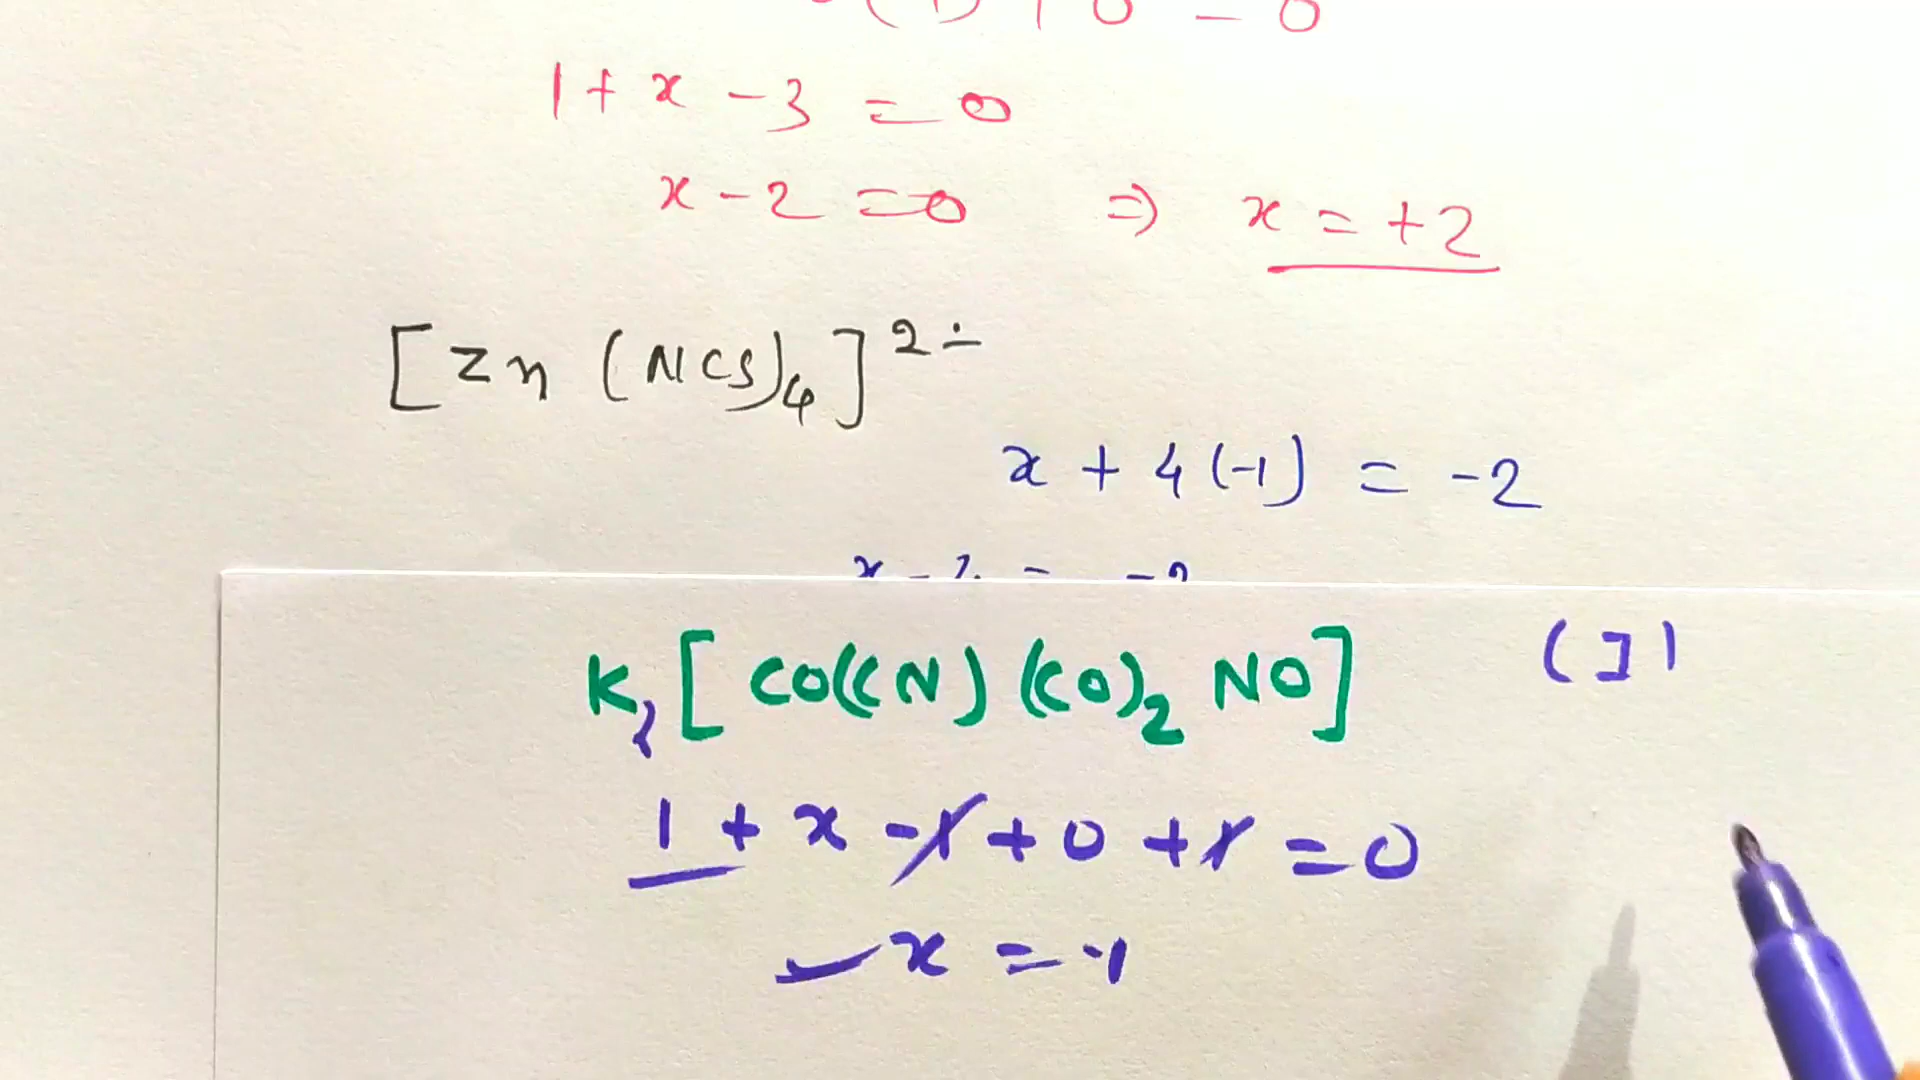 1 + x - 3 = 0
x - 2 = 0 ⇒ x = +2
[Zn (NCS)4]2-
x + 4 (-1) = -2
K1 [CO(CN) (CO)2 NO]
1 + x - 1 + 0 + 1 = 0
x = -1